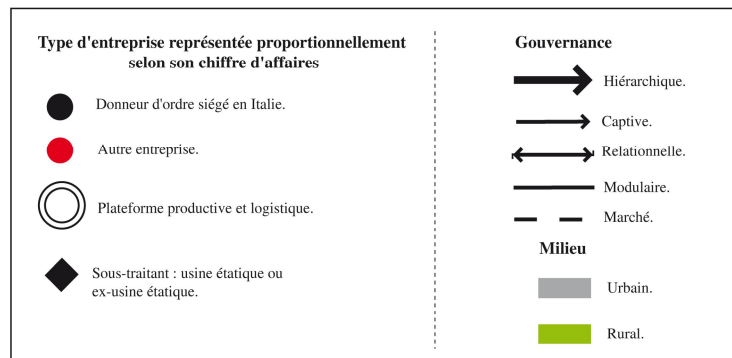 Type d'entreprise représentée proportionnellement
selon son chiffre d'affaires
Donneur d'ordre siégé en Italie.
Autre entreprise.
Plateforme productive et logistique.
Sous-traitant : usine étatique ou
ex-usine étatique.
Gouvernance
Hiérarchique.
Captive.
Relationnelle.
Modulaire.
Marché.
Milieu
Urbain.
Rural.